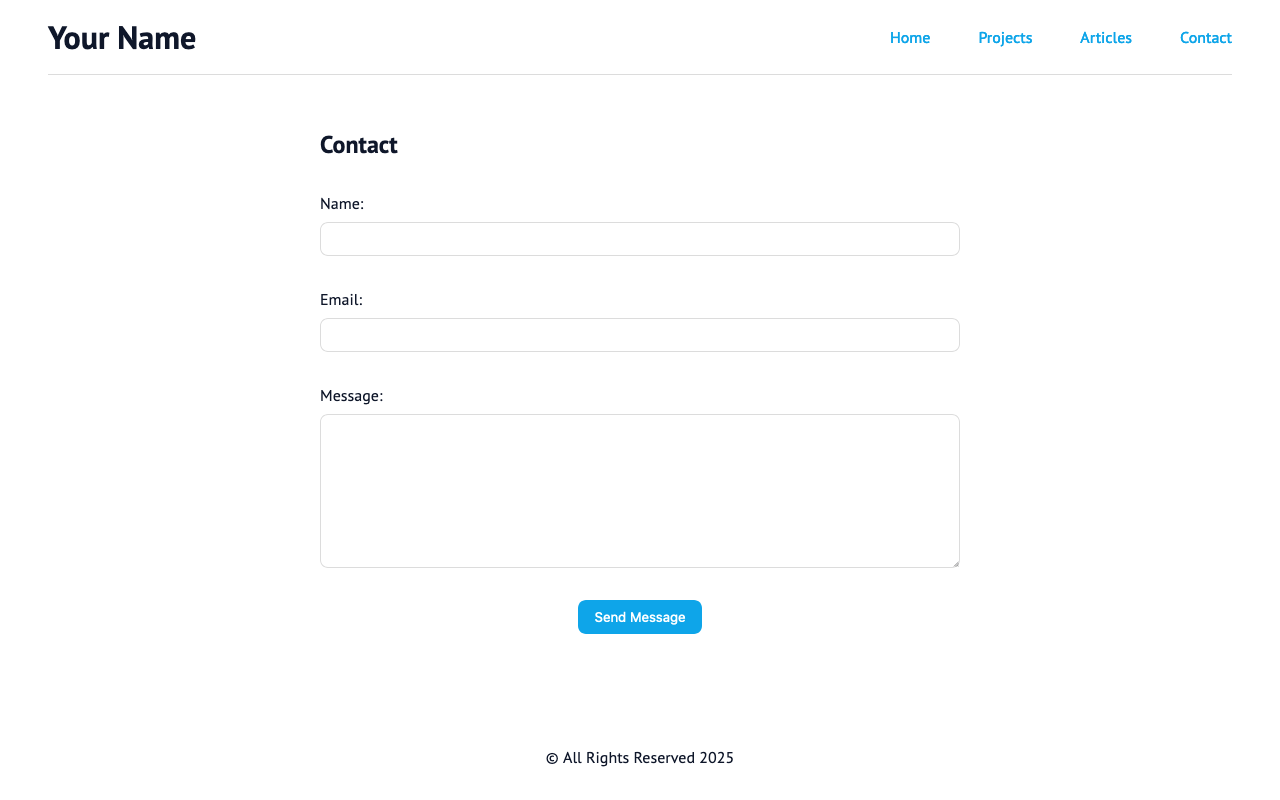 Your Name
Home Projects Articles Contact
Contact
Name:
Email:
Message:
Send Message
© All Rights Reserved 2025